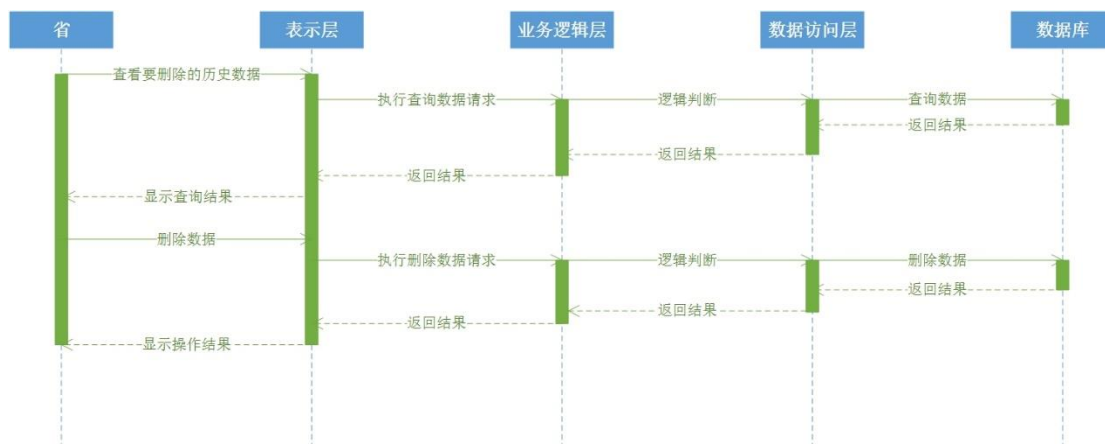 省 表示层 业务逻辑层 数据访问层 数据库
查看要删除的历史数据
执行查询数据请求 逻辑判断 查询数据
返回结果
返回结果
返回结果
显示查询结果
删除数据
执行删除数据请求 逻辑判断 删除数据
返回结果
返回结果
返回结果
显示操作结果